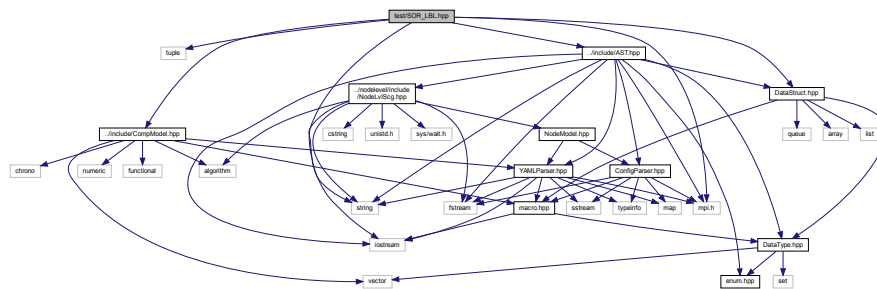 test/SOR_LBL.hpp
tuple
../include/AST.hpp
../nodelevel/include
/NodeLvlScg.hpp
DataStruct.hpp
../include/CompModel.hpp
cstring
unistd.h
sys/wait.h
NodeModel.hpp
queue
array
list
chrono
numeric
functional
algorithm
YAMLParser.hpp
ConfigParser.hpp
string
fstream
macro.hpp
sstream
typeinfo
map
mpi.h
iostream
DataType.hpp
vector
enum.hpp
set